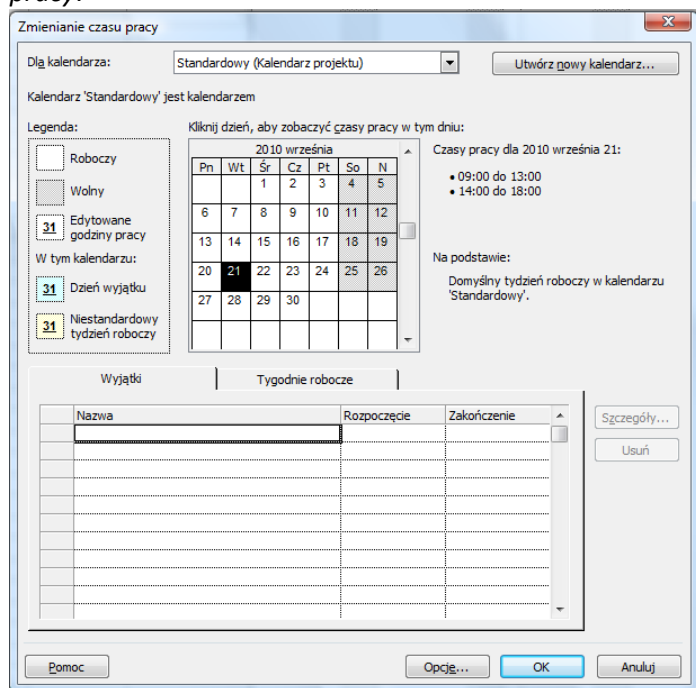 pracy.
Zmienianie czasu pracy
Dla kalendarza:
Standardowy (Kalendarz projektu)
Utwórz nowy kalendarz...
Kalendarz 'Standardowy' jest kalendarzem
Legenda:
Roboczy
Wolny
31 Edytowane
godziny pracy
W tym kalendarzu:
31 Dzień wyjątku
31 Niestandardowy
tydzień roboczy
Kliknij dzień, aby zobaczyć czasy pracy w tym dniu:
2010 września
Pn Wt Śr Cz Pt So N
1 2 3 4 5
6 7 8 9 10 11 12
13 14 15 16 17 18 19
20 21 22 23 24 25 26
27 28 29 30
Czasy pracy dla 2010 września 21:
• 09:00 do 13:00
• 14:00 do 18:00
Na podstawie:
Domyślny tydzień roboczy w kalendarzu
'Standardowy'.
Wyjątki
Tygodnie robocze
Nazwa Rozpoczęcie Zakończenie
Szczegóły...
Usuń
Pomoc
Opcje...
OK
Anuluj